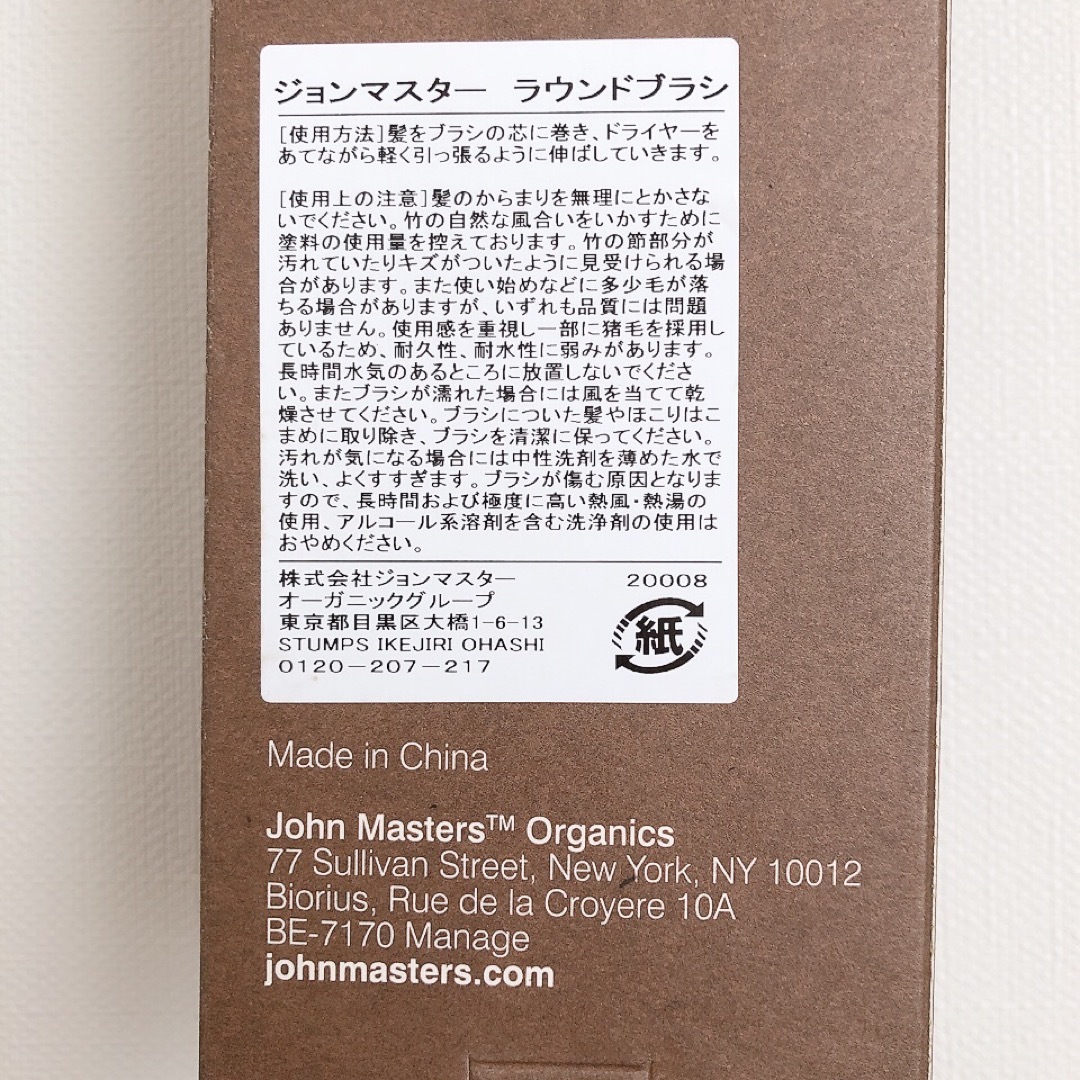 ジョンマスター　ラウンドブラシ
[使用方法]髪をブラシの芯に巻き、ドライヤーを
あてながら軽く引っ張るように伸ばしていきます。
[使用上の注意]髪のからまりを無理にとかさな
いでください。竹の自然な風合いをいかすために
塗料の使用量を控えております。竹の節部分が
汚れていたりキズがついたように見受けられる場
合があります。また使い始めなどに多少毛が落
ちる場合がありますが、いずれも品質には問題
ありません。使用感を重視し一部に猪毛を採用し
ているため、耐久性、耐水性に弱みがあります。
長時間水気のあるところに放置しないでくださ
い。またブラシが濡れた場合には風を当てて乾
燥させてください。ブラシについた髪やほこりはこ
まめに取り除き、ブラシを清潔に保ってください。
汚れが気になる場合には中性洗剤を薄めた水で
洗い、よくすすぎます。ブラシが傷む原因となりま
すので、長時間および極度に高い熱風・熱湯の
使用、アルコール系溶剤を含む洗浄剤の使用は
おやめください。
株式会社ジョンマスター
オーガニックグループ
東京都目黒区大橋1-6-13
STUMPS IKEJIRI OHASHI
0120-207-217
20008
紙
Made in China
John Masters™ Organics
77 Sullivan Street, New York, NY 10012
Biorius, Rue de la Croyere 10A
BE-7170 Manage
johnmasters.com